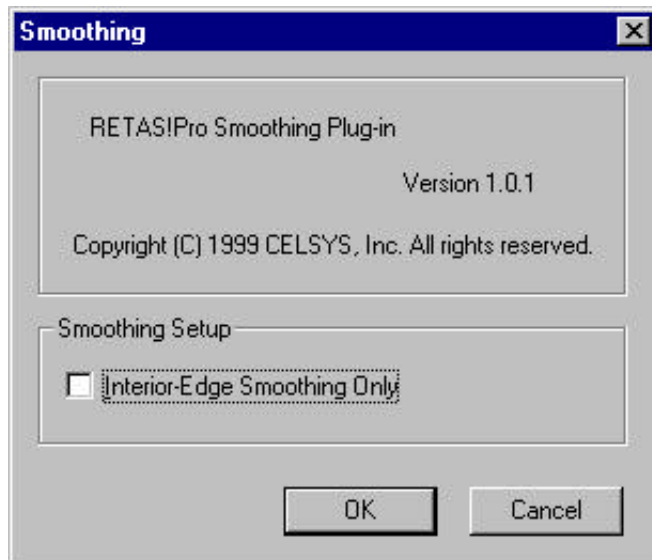 Smoothing
RETAS!Pro Smoothing Plug-in
Version 1.0.1
Copyright (C) 1999 CELSYS, Inc. All rights reserved.
Smoothing Setup
Interior-Edge Smoothing Only
OK Cancel